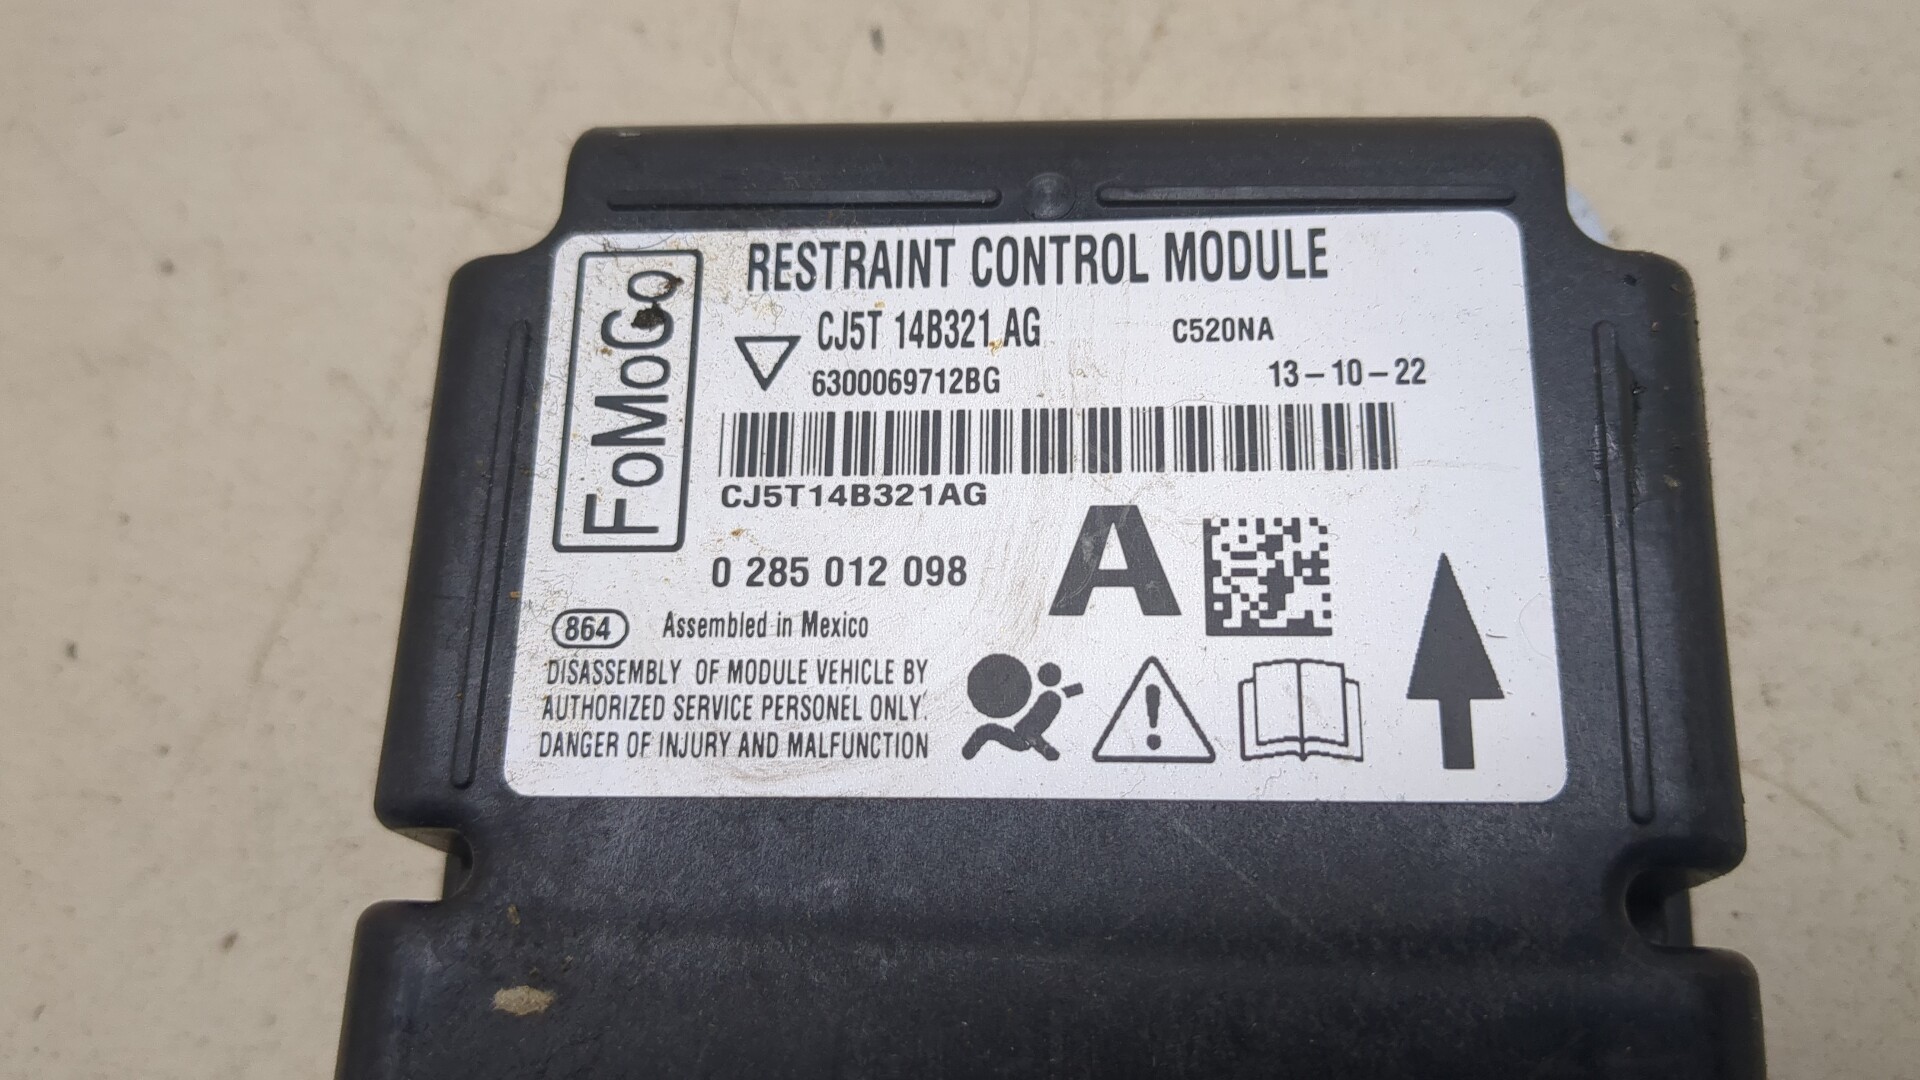 FoMoCo
RESTRAINT CONTROL MODULE
CJ5T 14B321 AG C520NA
6300069712BG 13-10-22
CJ5T14B321AG
A
0 285 012 098
864 Assembled in Mexico
DISASSEMBLY OF MODULE VEHICLE BY
AUTHORIZED SERVICE PERSONEL ONLY.
DANGER OF INJURY AND MALFUNCTION